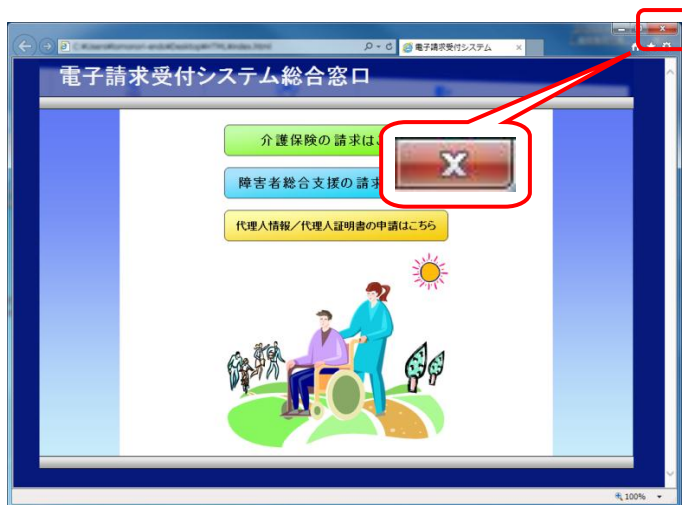 電子請求受付システム
電子請求受付システム総合窓口
介護保険の請求は
障害者総合支援の請求
代理人情報／代理人証明書の申請はこちら
100%